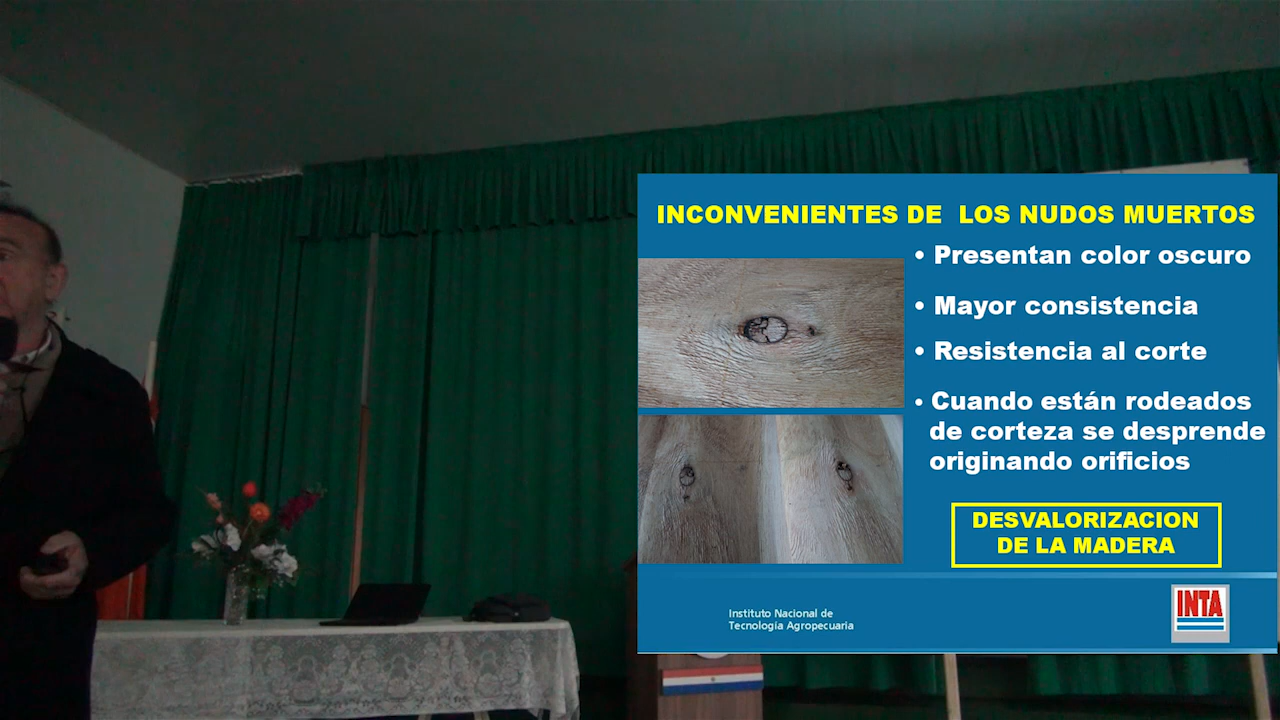 INCONVENIENTES DE LOS NUDOS MUERTOS
• Presentan color oscuro
• Mayor consistencia
• Resistencia al corte
• Cuando están rodeados
de corteza se desprende
originando orificios
DESVALORIZACION
DE LA MADERA
Instituto Nacional de
Tecnología Agropecuaria
INTA